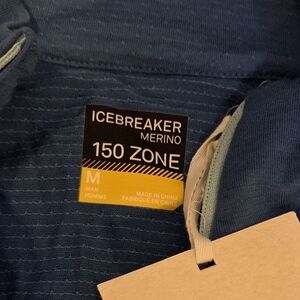 ICEBREAKER
MERINO
150 ZONE
M
MAN
HOMME
MADE IN CHINA
FABRIQUÉ EN CHINE